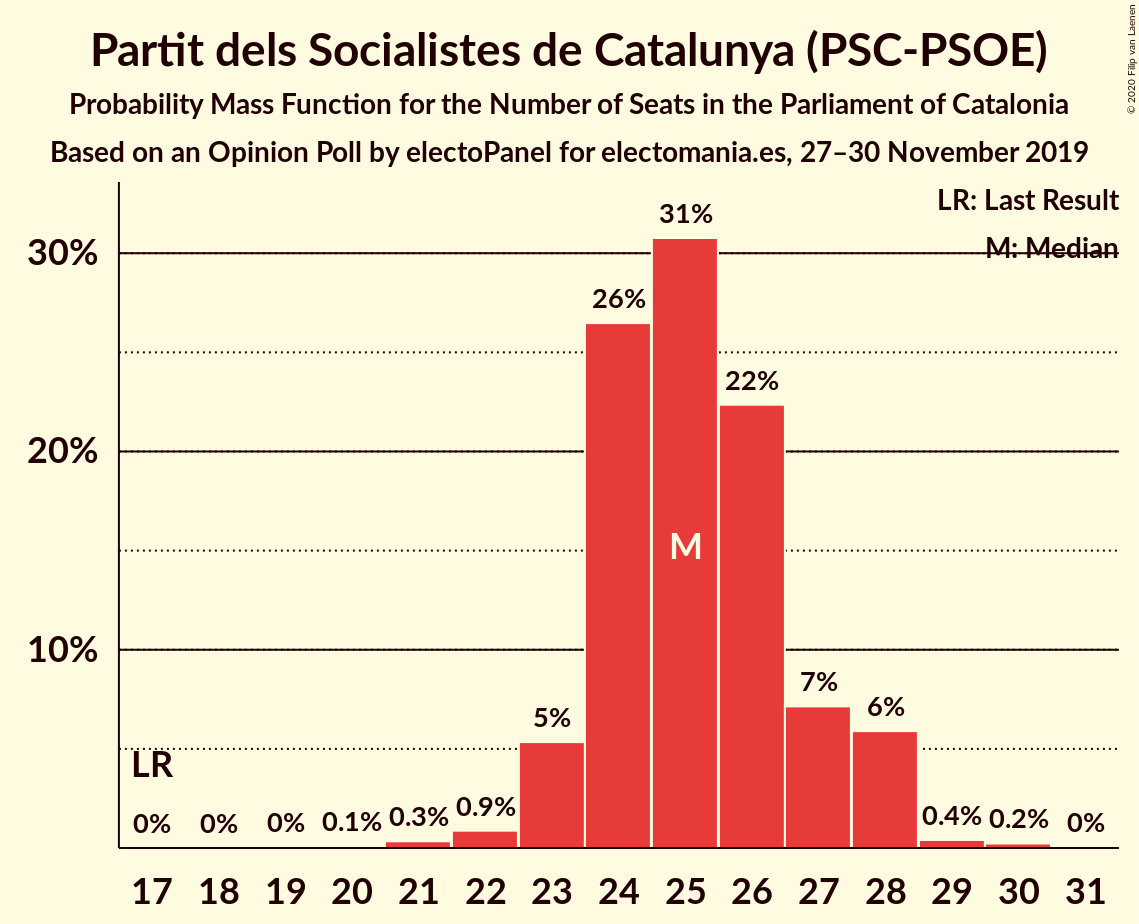 Partit dels Socialistes de Catalunya (PSC-PSOE)
Probability Mass Function for the Number of Seats in the Parliament of Catalonia
Based on an Opinion Poll by electoPanel for electomania.es, 27–30 November 2019
© 2020 Filip van Laenen
LR: Last Result
M: Median
30%
20%
10%
LR
M
0% 0% 0% 0.1% 0.3% 0.9% 5% 26% 31% 22% 7% 6% 0.4% 0.2% 0%
17 18 19 20 21 22 23 24 25 26 27 28 29 30 31